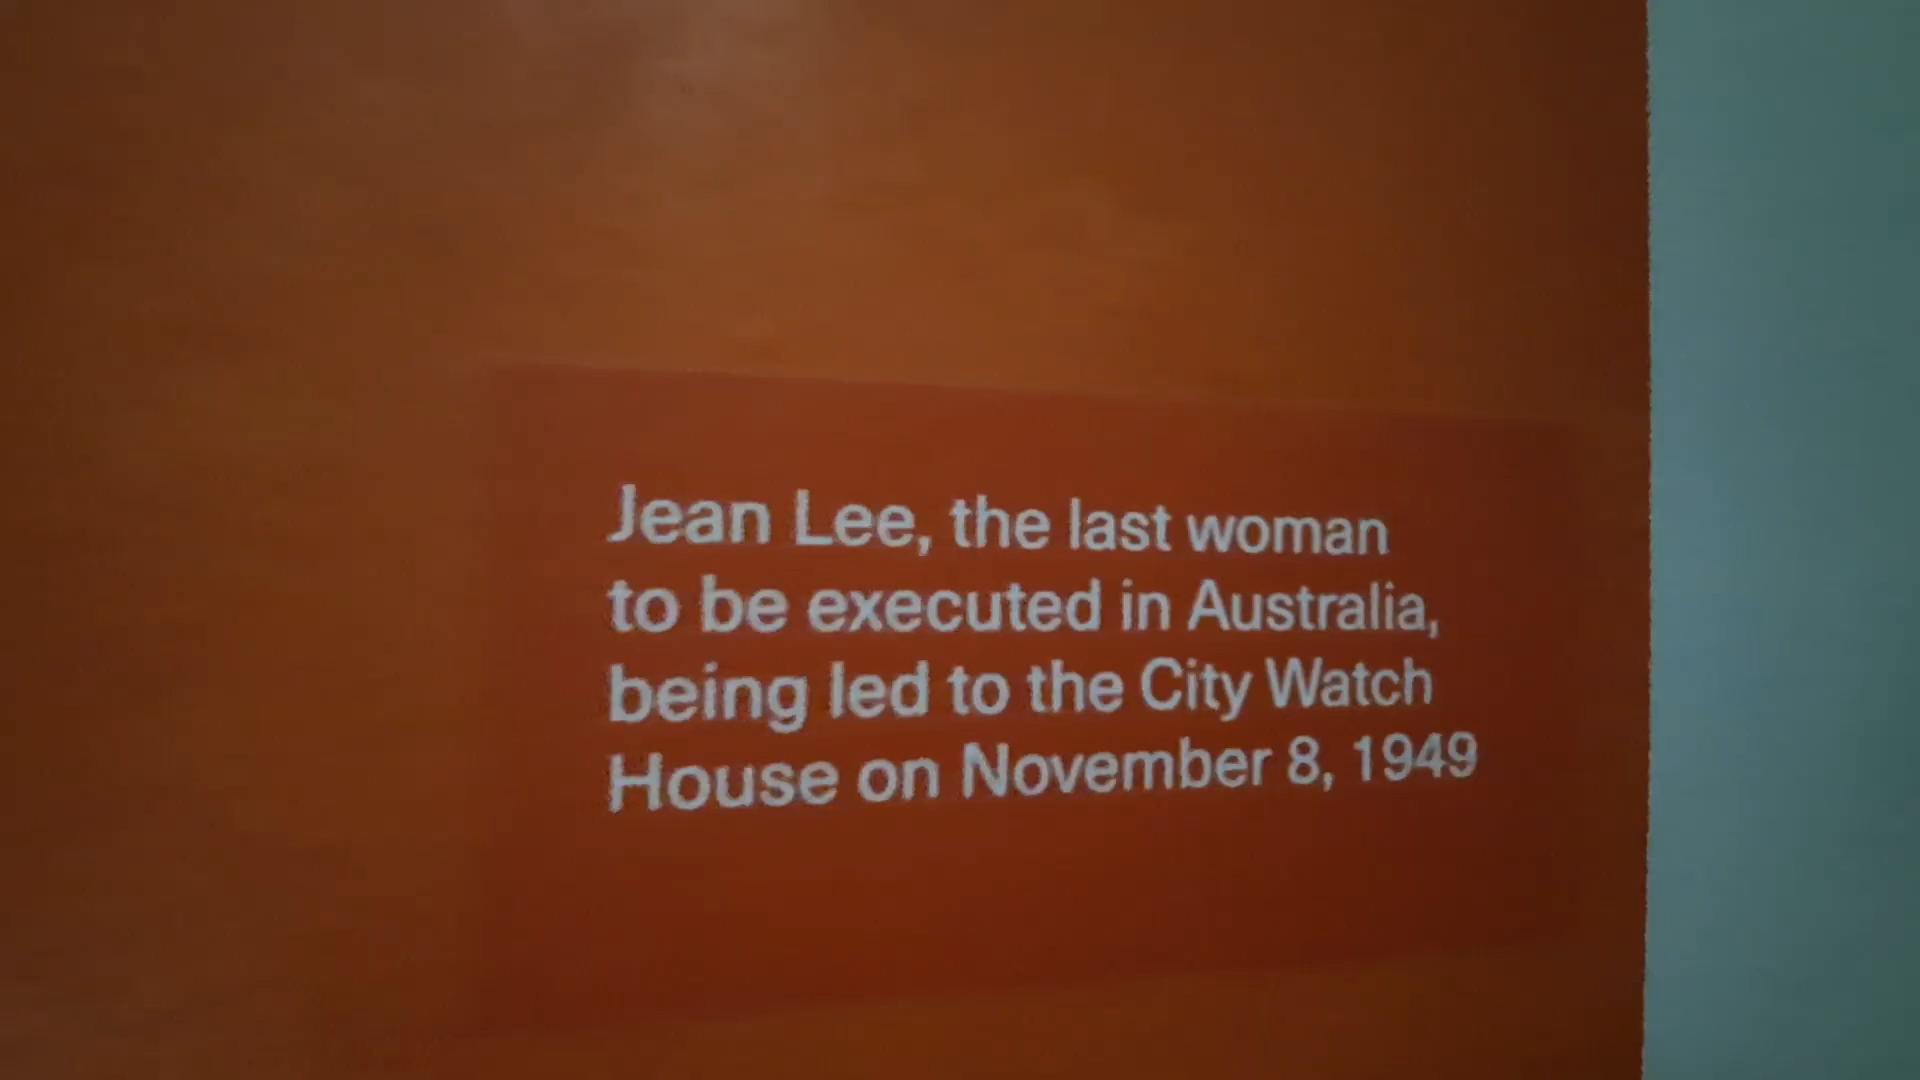 Jean Lee, the last woman
to be executed in Australia,
being led to the City Watch
House on November 8, 1949